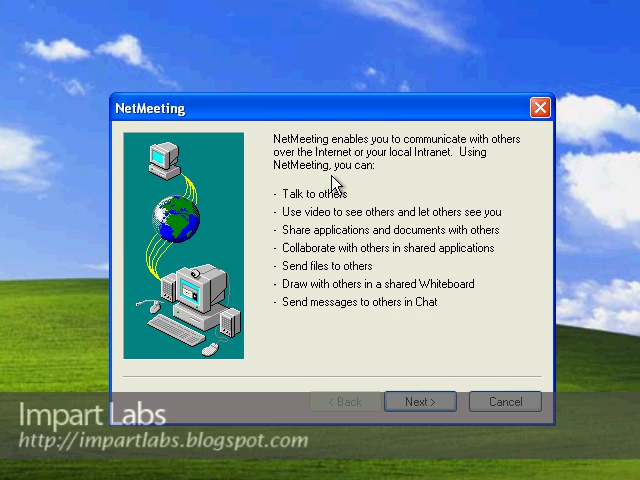 NetMeeting
NetMeeting enables you to communicate with others
over the Internet or your local Intranet. Using
NetMeeting, you can:
- Talk to others
- Use video to see others and let others see you
- Share applications and documents with others
- Collaborate with others in shared applications
- Send files to others
- Draw with others in a shared Whiteboard
- Send messages to others in Chat
< Back Next > Cancel
Impart Labs
http://impartlabs.blogspot.com